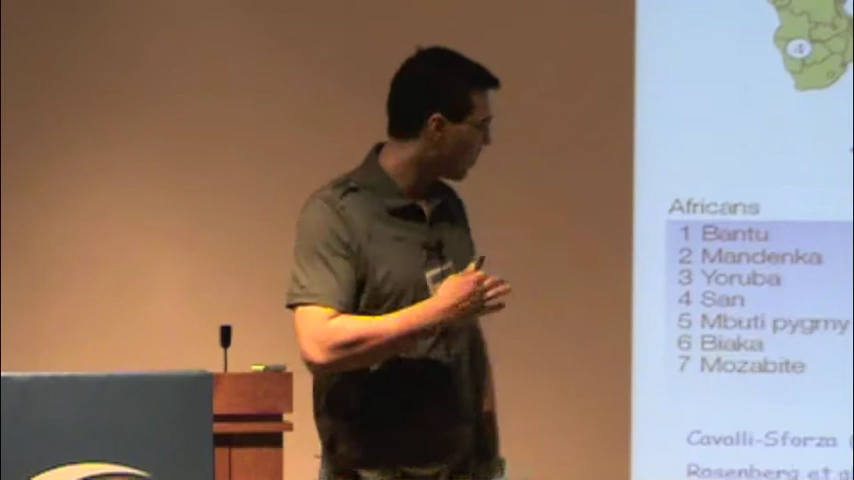 4
Africans
1 Bantu
2 Mandenka
3 Yoruba
4 San
5 Mbuti pygmy
6 Biaka
7 Mozabite
Cavalli-Sforza (
Rosenberg et al